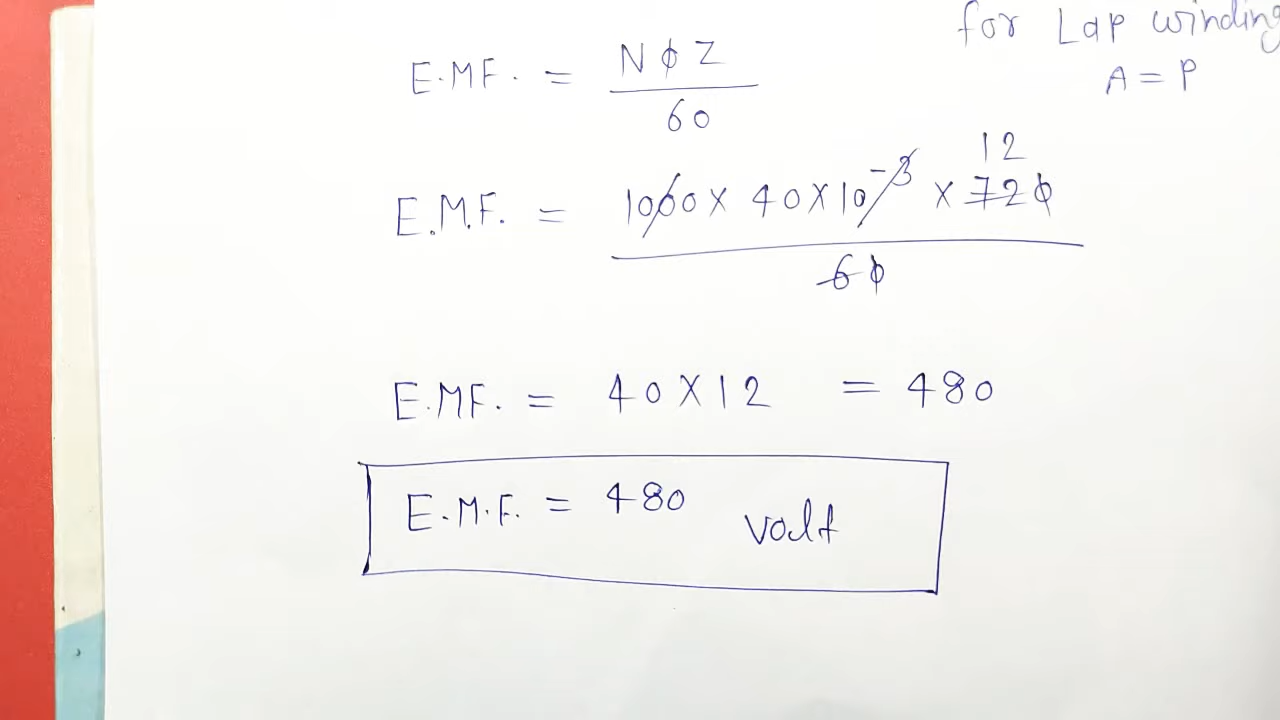 for Lap winding
A = P
E.M.F. = NϕZ / 60
E.M.F. = 1000 x 40 x 10^-3 x 720 / 60
12
E.M.F. = 40 x 12 = 480
E.M.F. = 480 volt